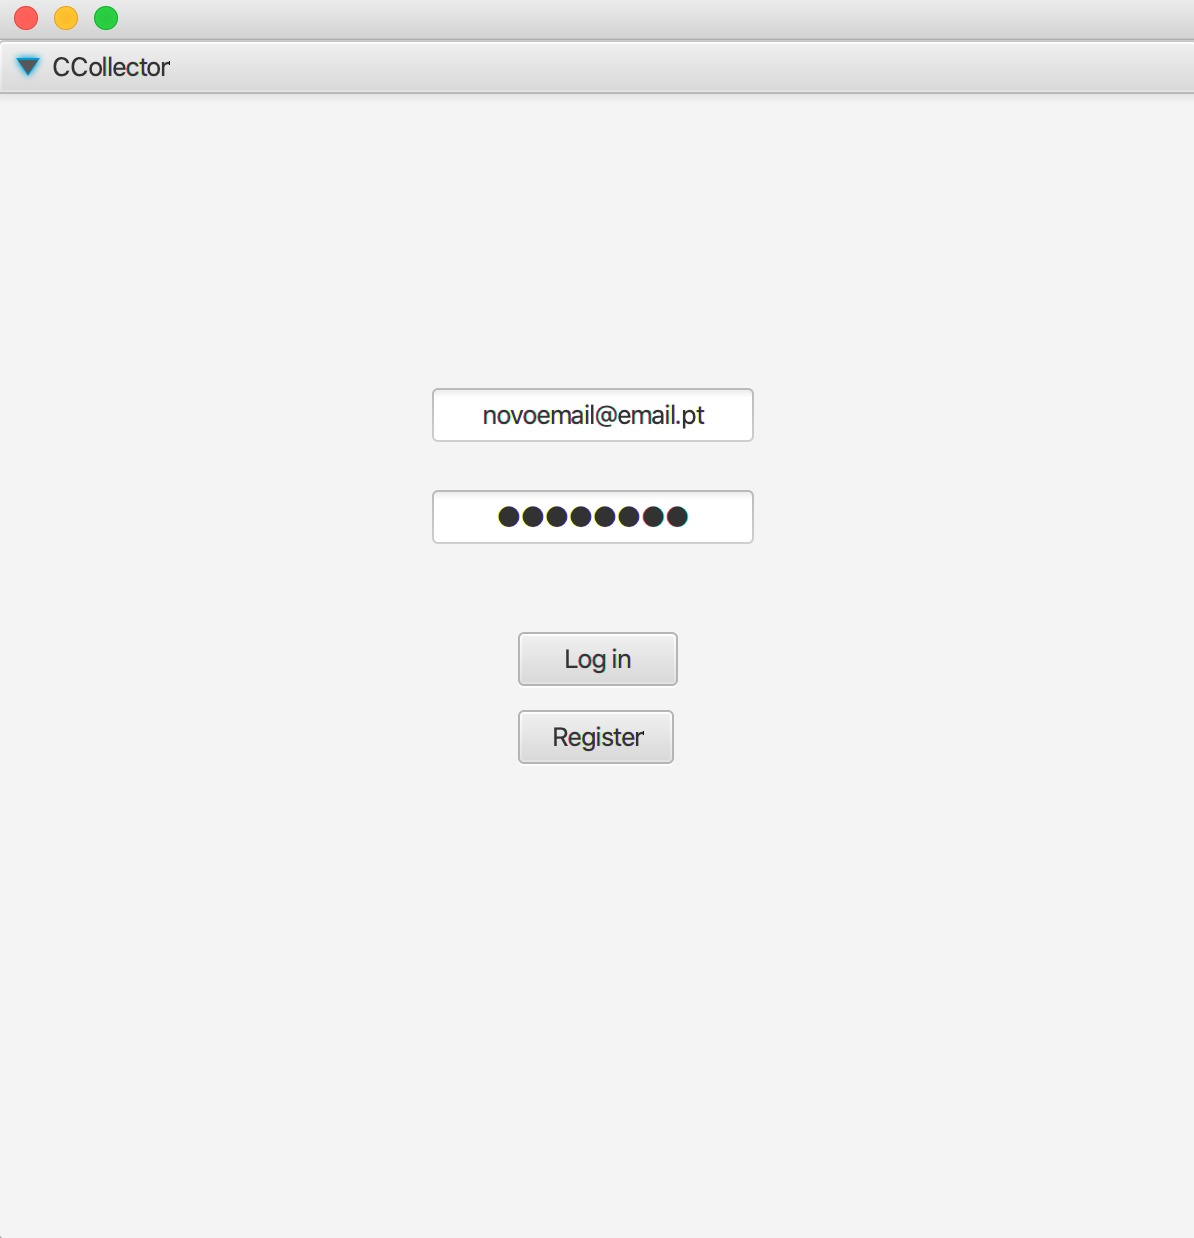 CCollector
novoemail@email.pt
●●●●●●●●
Log in
Register